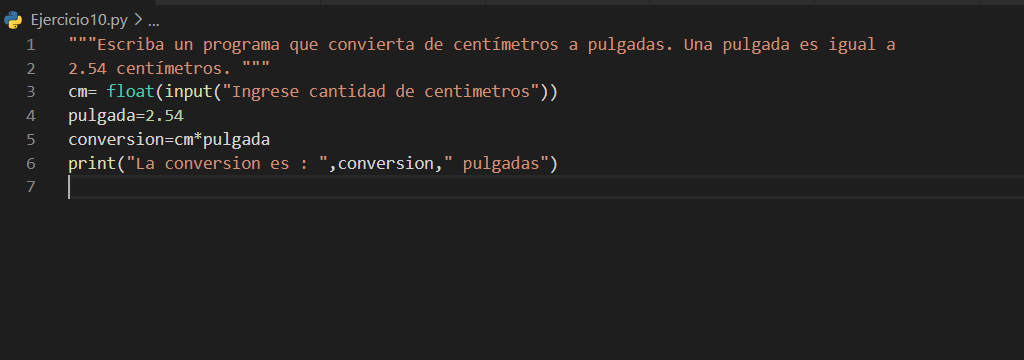 Ejercicio10.py > ...
1 """Escriba un programa que convierta de centímetros a pulgadas. Una pulgada es igual a
2 2.54 centímetros. """
3 cm= float(input("Ingrese cantidad de centimetros"))
4 pulgada=2.54
5 conversion=cm*pulgada
6 print("La conversion es : ",conversion," pulgadas")
7